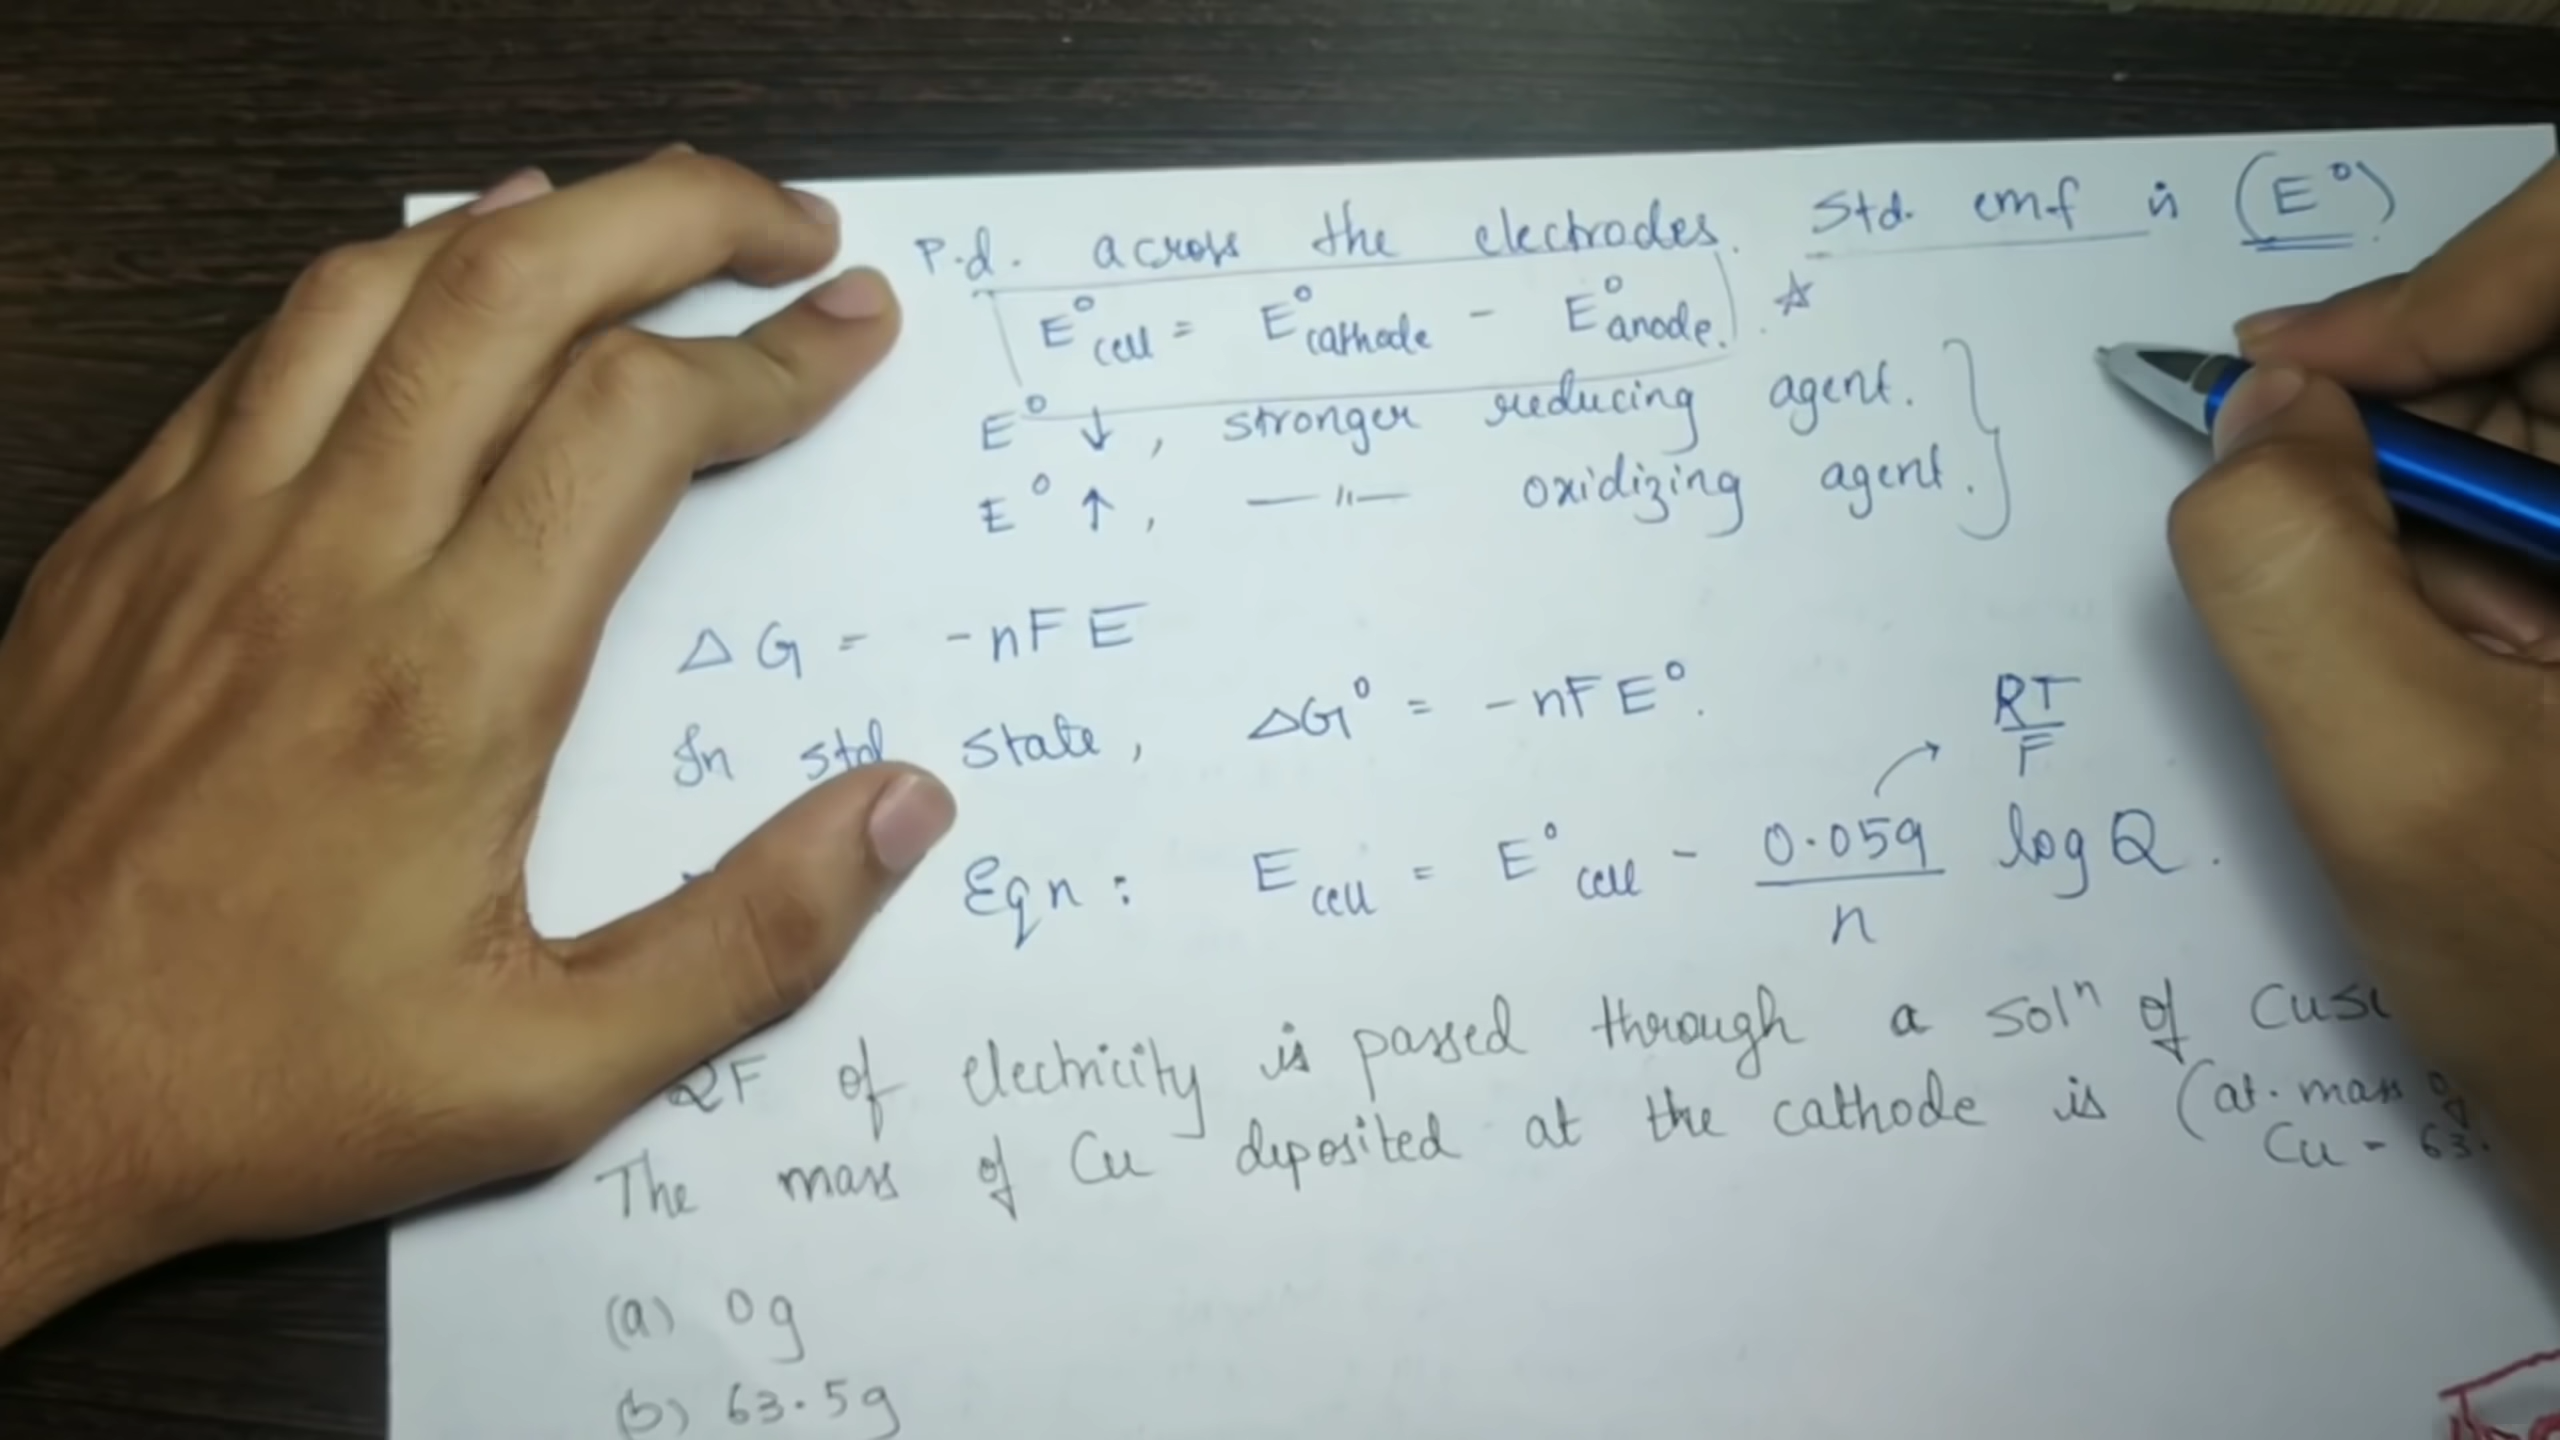 P.d. across the electrodes. Std. emf is (E°).
E°cell = E°cathode - E°anode. ☆
E° ↓, stronger reducing agent.
E° ↑, —〃— oxidizing agent.
ΔG = -nFE
In std state, ΔG° = -nFE°.
RT/F
Eqn: Ecell = E°cell - 0.059/n log Q.
2F of electricity is passed through a solⁿ of
The mass of Cu deposited at the cathode is (at. mass of
Cu - 63.
(a) 0g
(b) 63.5g